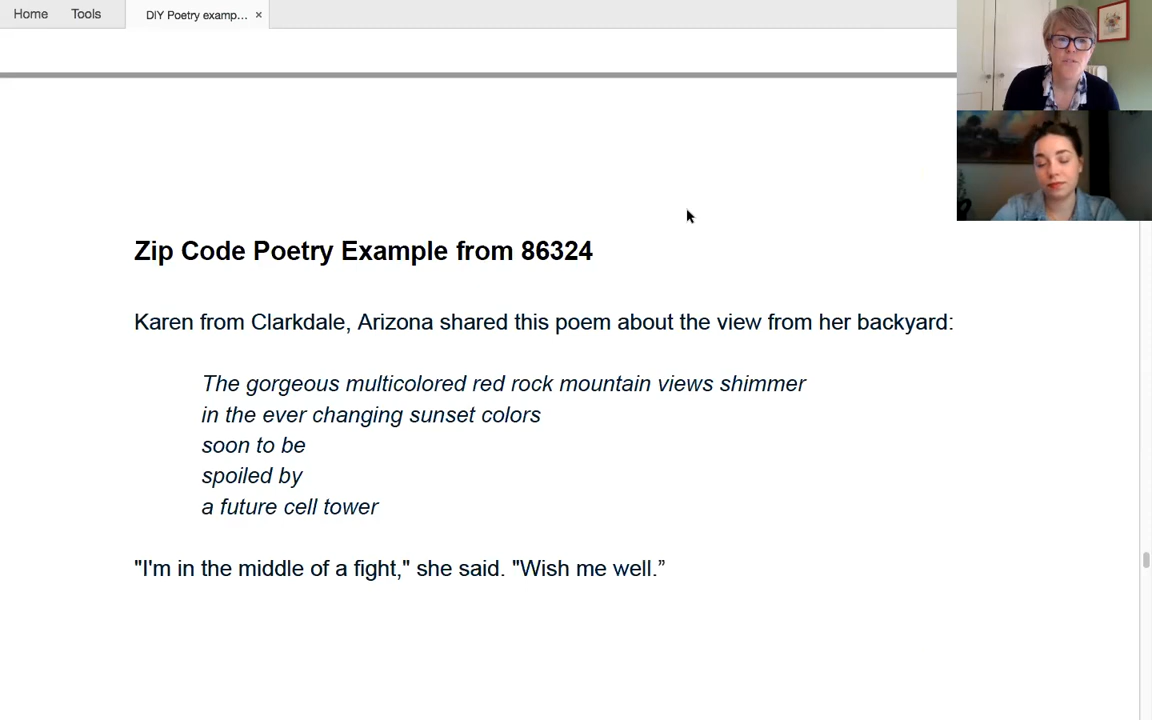 Home Tools DIY Poetry examp... ×
Zip Code Poetry Example from 86324
Karen from Clarkdale, Arizona shared this poem about the view from her backyard:
The gorgeous multicolored red rock mountain views shimmer
in the ever changing sunset colors
soon to be
spoiled by
a future cell tower
"I'm in the middle of a fight," she said. "Wish me well.”